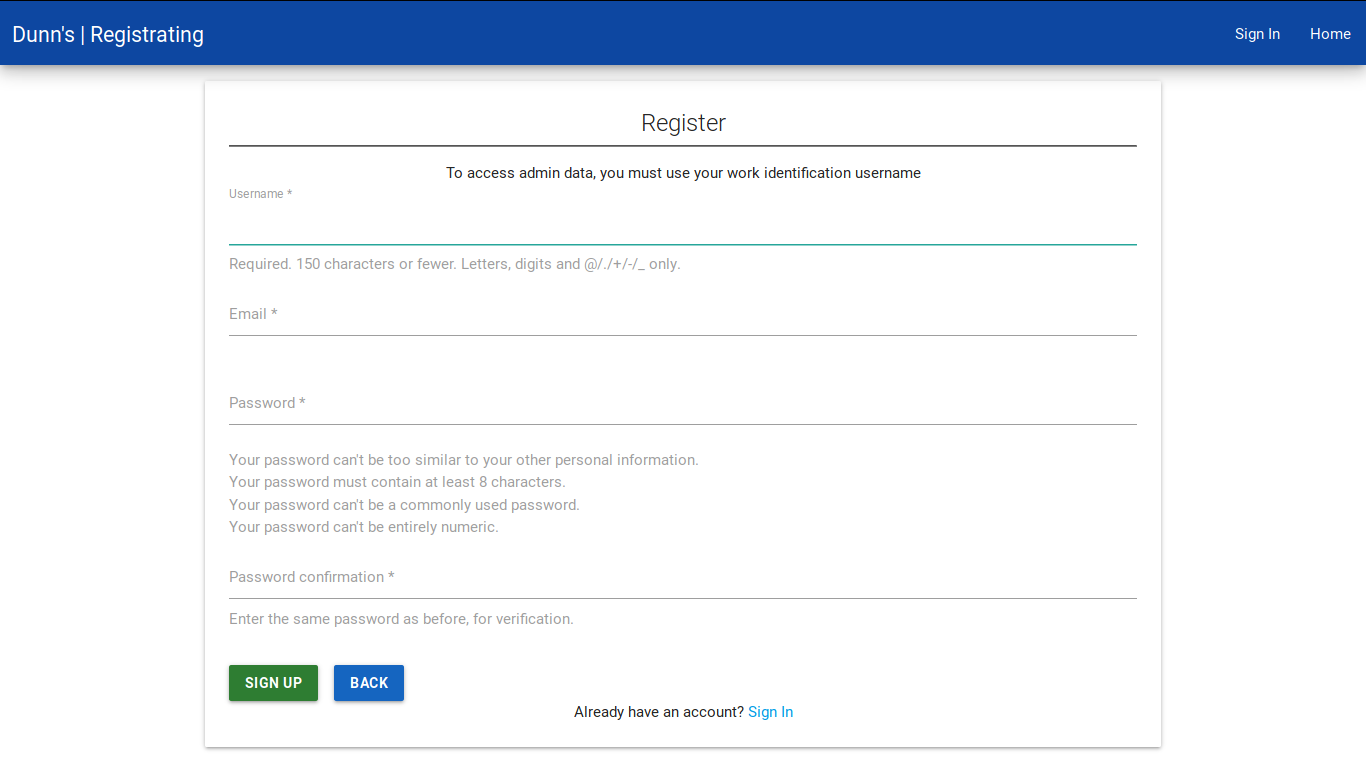 Dunn's | Registrating
Sign In
Home
Register
To access admin data, you must use your work identification username
Username *
Required. 150 characters or fewer. Letters, digits and @/./+/-/_ only.
Email *
Password *
Your password can't be too similar to your other personal information.
Your password must contain at least 8 characters.
Your password can't be a commonly used password.
Your password can't be entirely numeric.
Password confirmation *
Enter the same password as before, for verification.
SIGN UP
BACK
Already have an account? Sign In